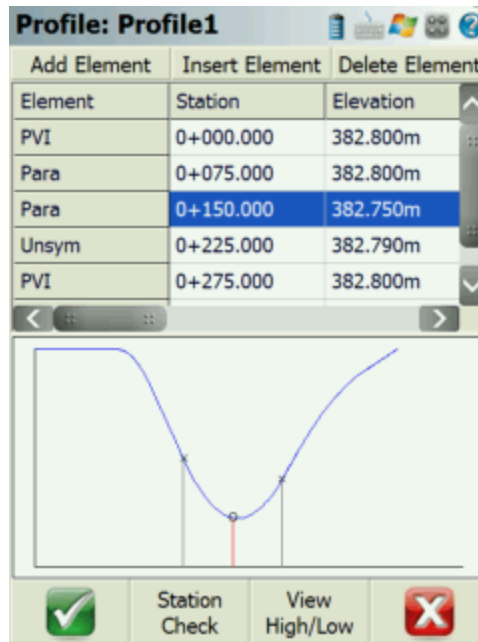 Profile: Profile1
Add Element Insert Element Delete Element
Element Station Elevation
PVI 0+000.000 382.800m
Para 0+075.000 382.800m
Para 0+150.000 382.750m
Unsym 0+225.000 382.790m
PVI 0+275.000 382.800m
Station Check View High/Low